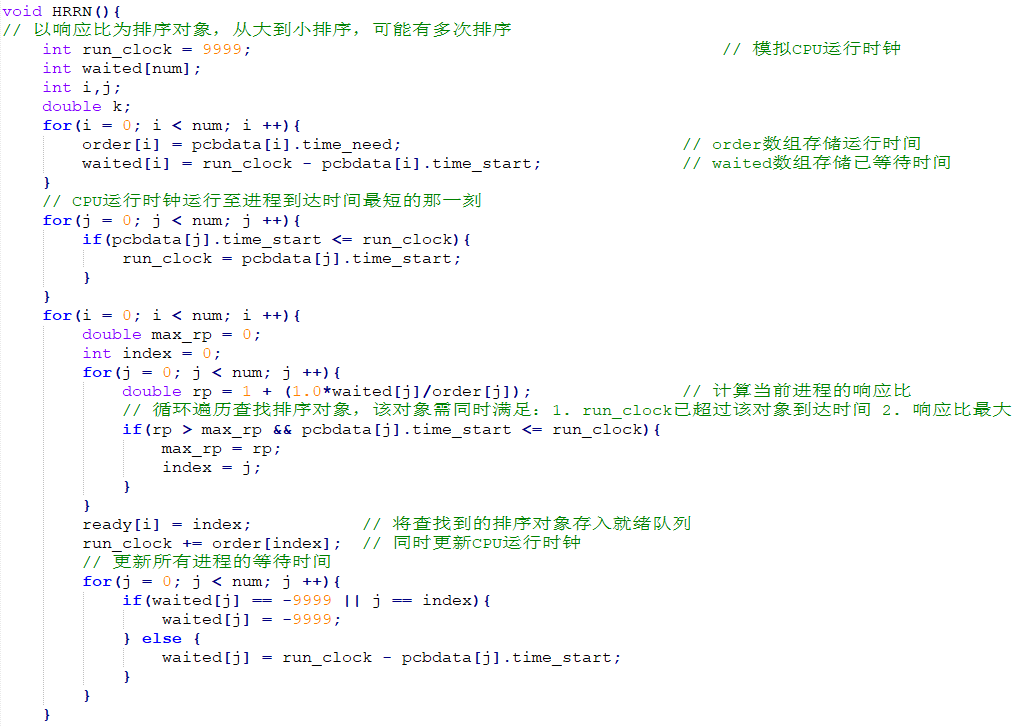 void HRRN(){
// 以响应比为排序对象，从大到小排序，可能有多次排序
int run_clock = 9999; // 模拟CPU运行时钟
int waited[num];
int i,j;
double k;
for(i = 0; i < num; i ++){
order[i] = pcbdata[i].time_need; // order数组存储运行时间
waited[i] = run_clock - pcbdata[i].time_start; // waited数组存储已等待时间
}
// CPU运行时钟运行至进程到达时间最短的那一刻
for(j = 0; j < num; j ++){
if(pcbdata[j].time_start <= run_clock){
run_clock = pcbdata[j].time_start;
}
}
for(i = 0; i < num; i ++){
double max_rp = 0;
int index = 0;
for(j = 0; j < num; j ++){
double rp = 1 + (1.0*waited[j]/order[j]); // 计算当前进程的响应比
// 循环遍历查找排序对象，该对象需同时满足：1. run_clock已超过该对象到达时间 2. 响应比最大
if(rp > max_rp && pcbdata[j].time_start <= run_clock){
max_rp = rp;
index = j;
}
}
ready[i] = index; // 将查找到的排序对象存入就绪队列
run_clock += order[index]; // 同时更新CPU运行时钟
// 更新所有进程的等待时间
for(j = 0; j < num; j ++){
if(waited[j] == -9999 || j == index){
waited[j] = -9999;
} else {
waited[j] = run_clock - pcbdata[j].time_start;
}
}
}